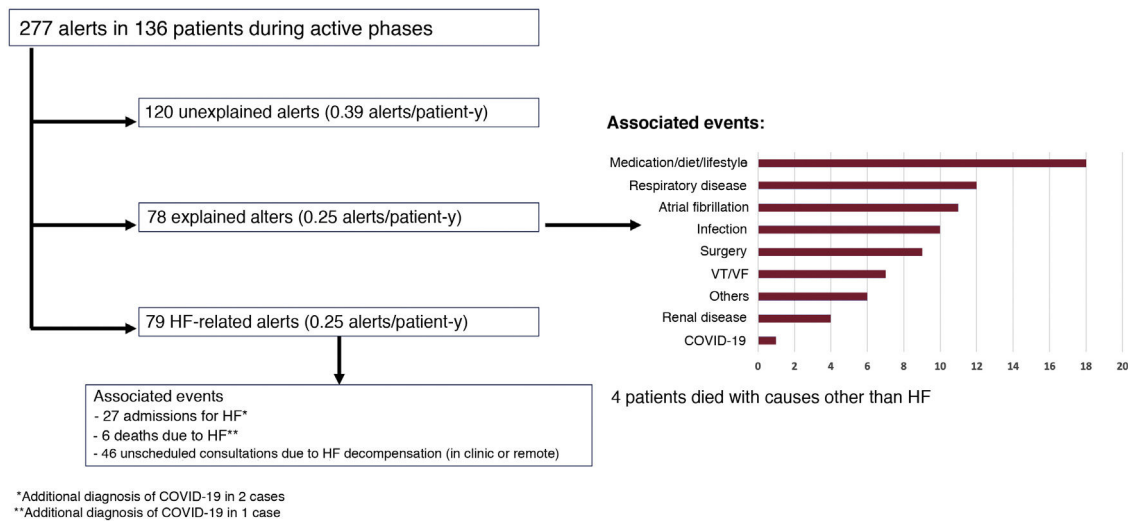 277 alerts in 136 patients during active phases
120 unexplained alerts (0.39 alerts/patient-y)
78 explained alters (0.25 alerts/patient-y)
79 HF-related alerts (0.25 alerts/patient-y)
Associated events
- 27 admissions for HF*
- 6 deaths due to HF**
- 46 unscheduled consultations due to HF decompensation (in clinic or remote)
*Additional diagnosis of COVID-19 in 2 cases
**Additional diagnosis of COVID-19 in 1 case
Associated events:
Medication/diet/lifestyle
Respiratory disease
Atrial fibrillation
Infection
Surgery
VT/VF
Others
Renal disease
COVID-19
0 2 4 6 8 10 12 14 16 18 20
4 patients died with causes other than HF